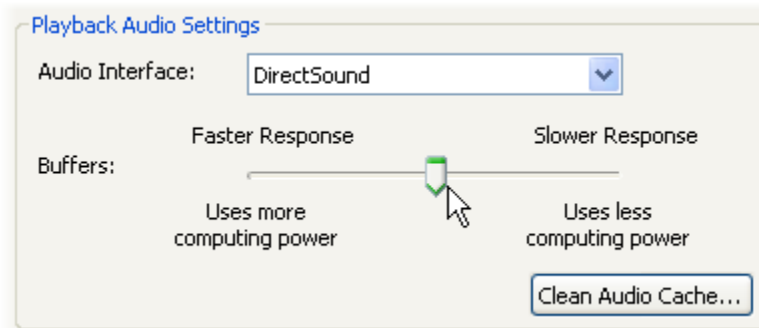 Playback Audio Settings
Audio Interface: DirectSound
Faster Response Slower Response
Buffers:
Uses more Uses less
computing power computing power
Clean Audio Cache...